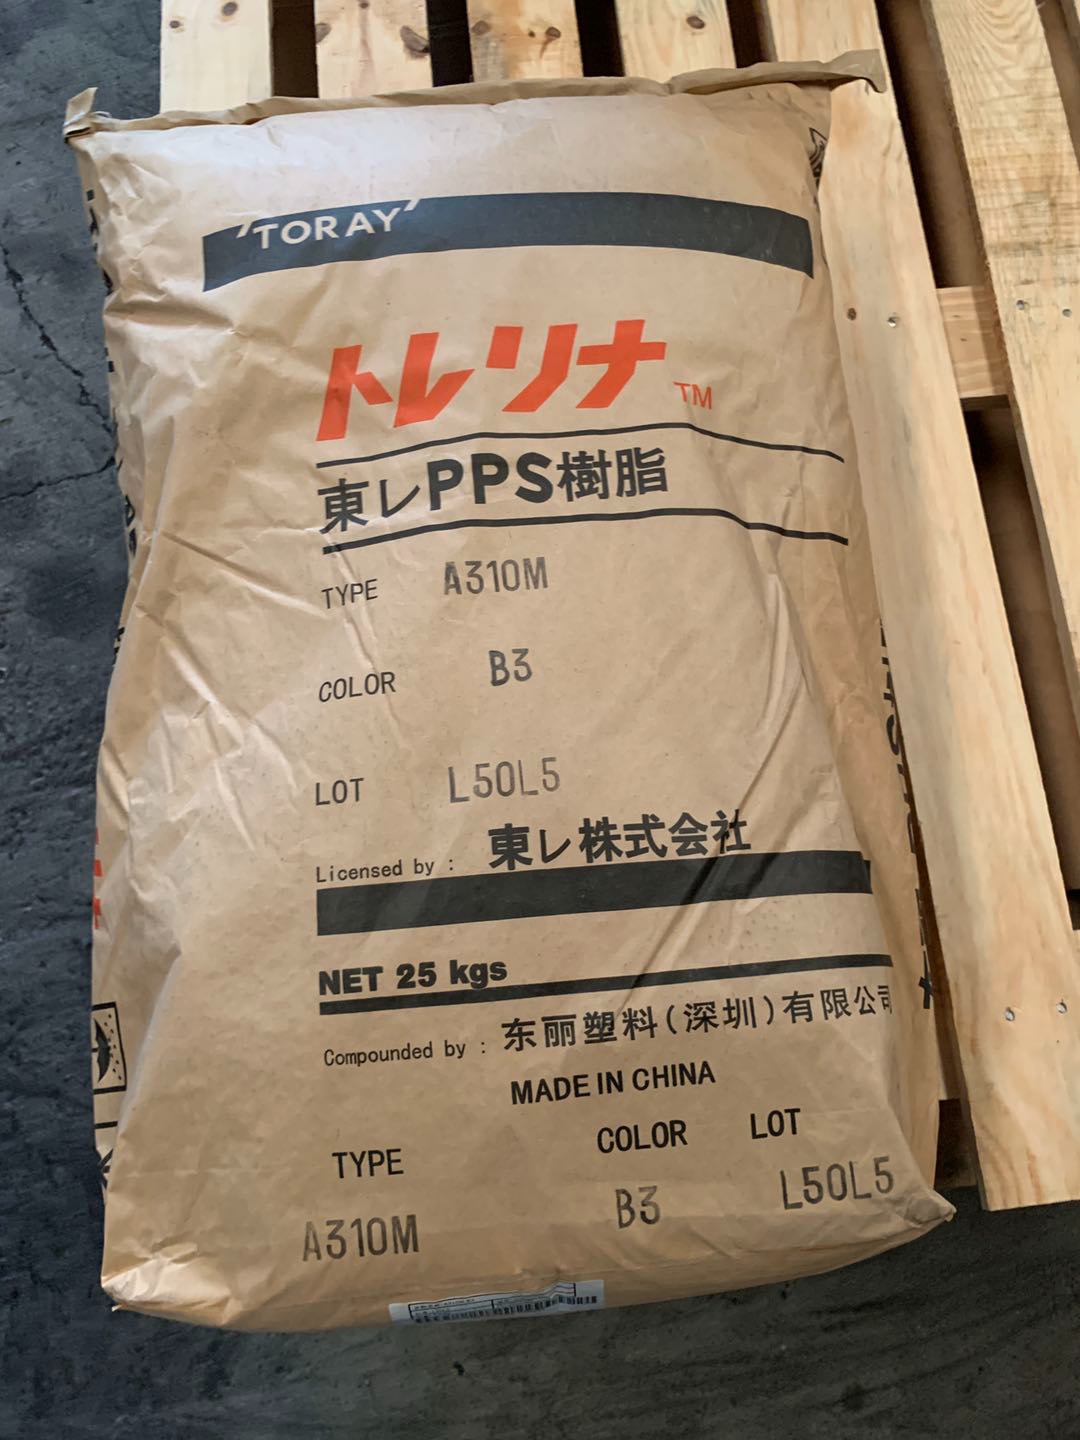 'TORAY'
トレリナ TM
東レPPS樹脂
TYPE A310M
COLOR B3
LOT L50L5
Licensed by : 東レ株式会社
NET 25 kgs
Compounded by : 东丽塑料(深圳)有限公司
MADE IN CHINA
TYPE COLOR LOT
A310M B3 L50L5